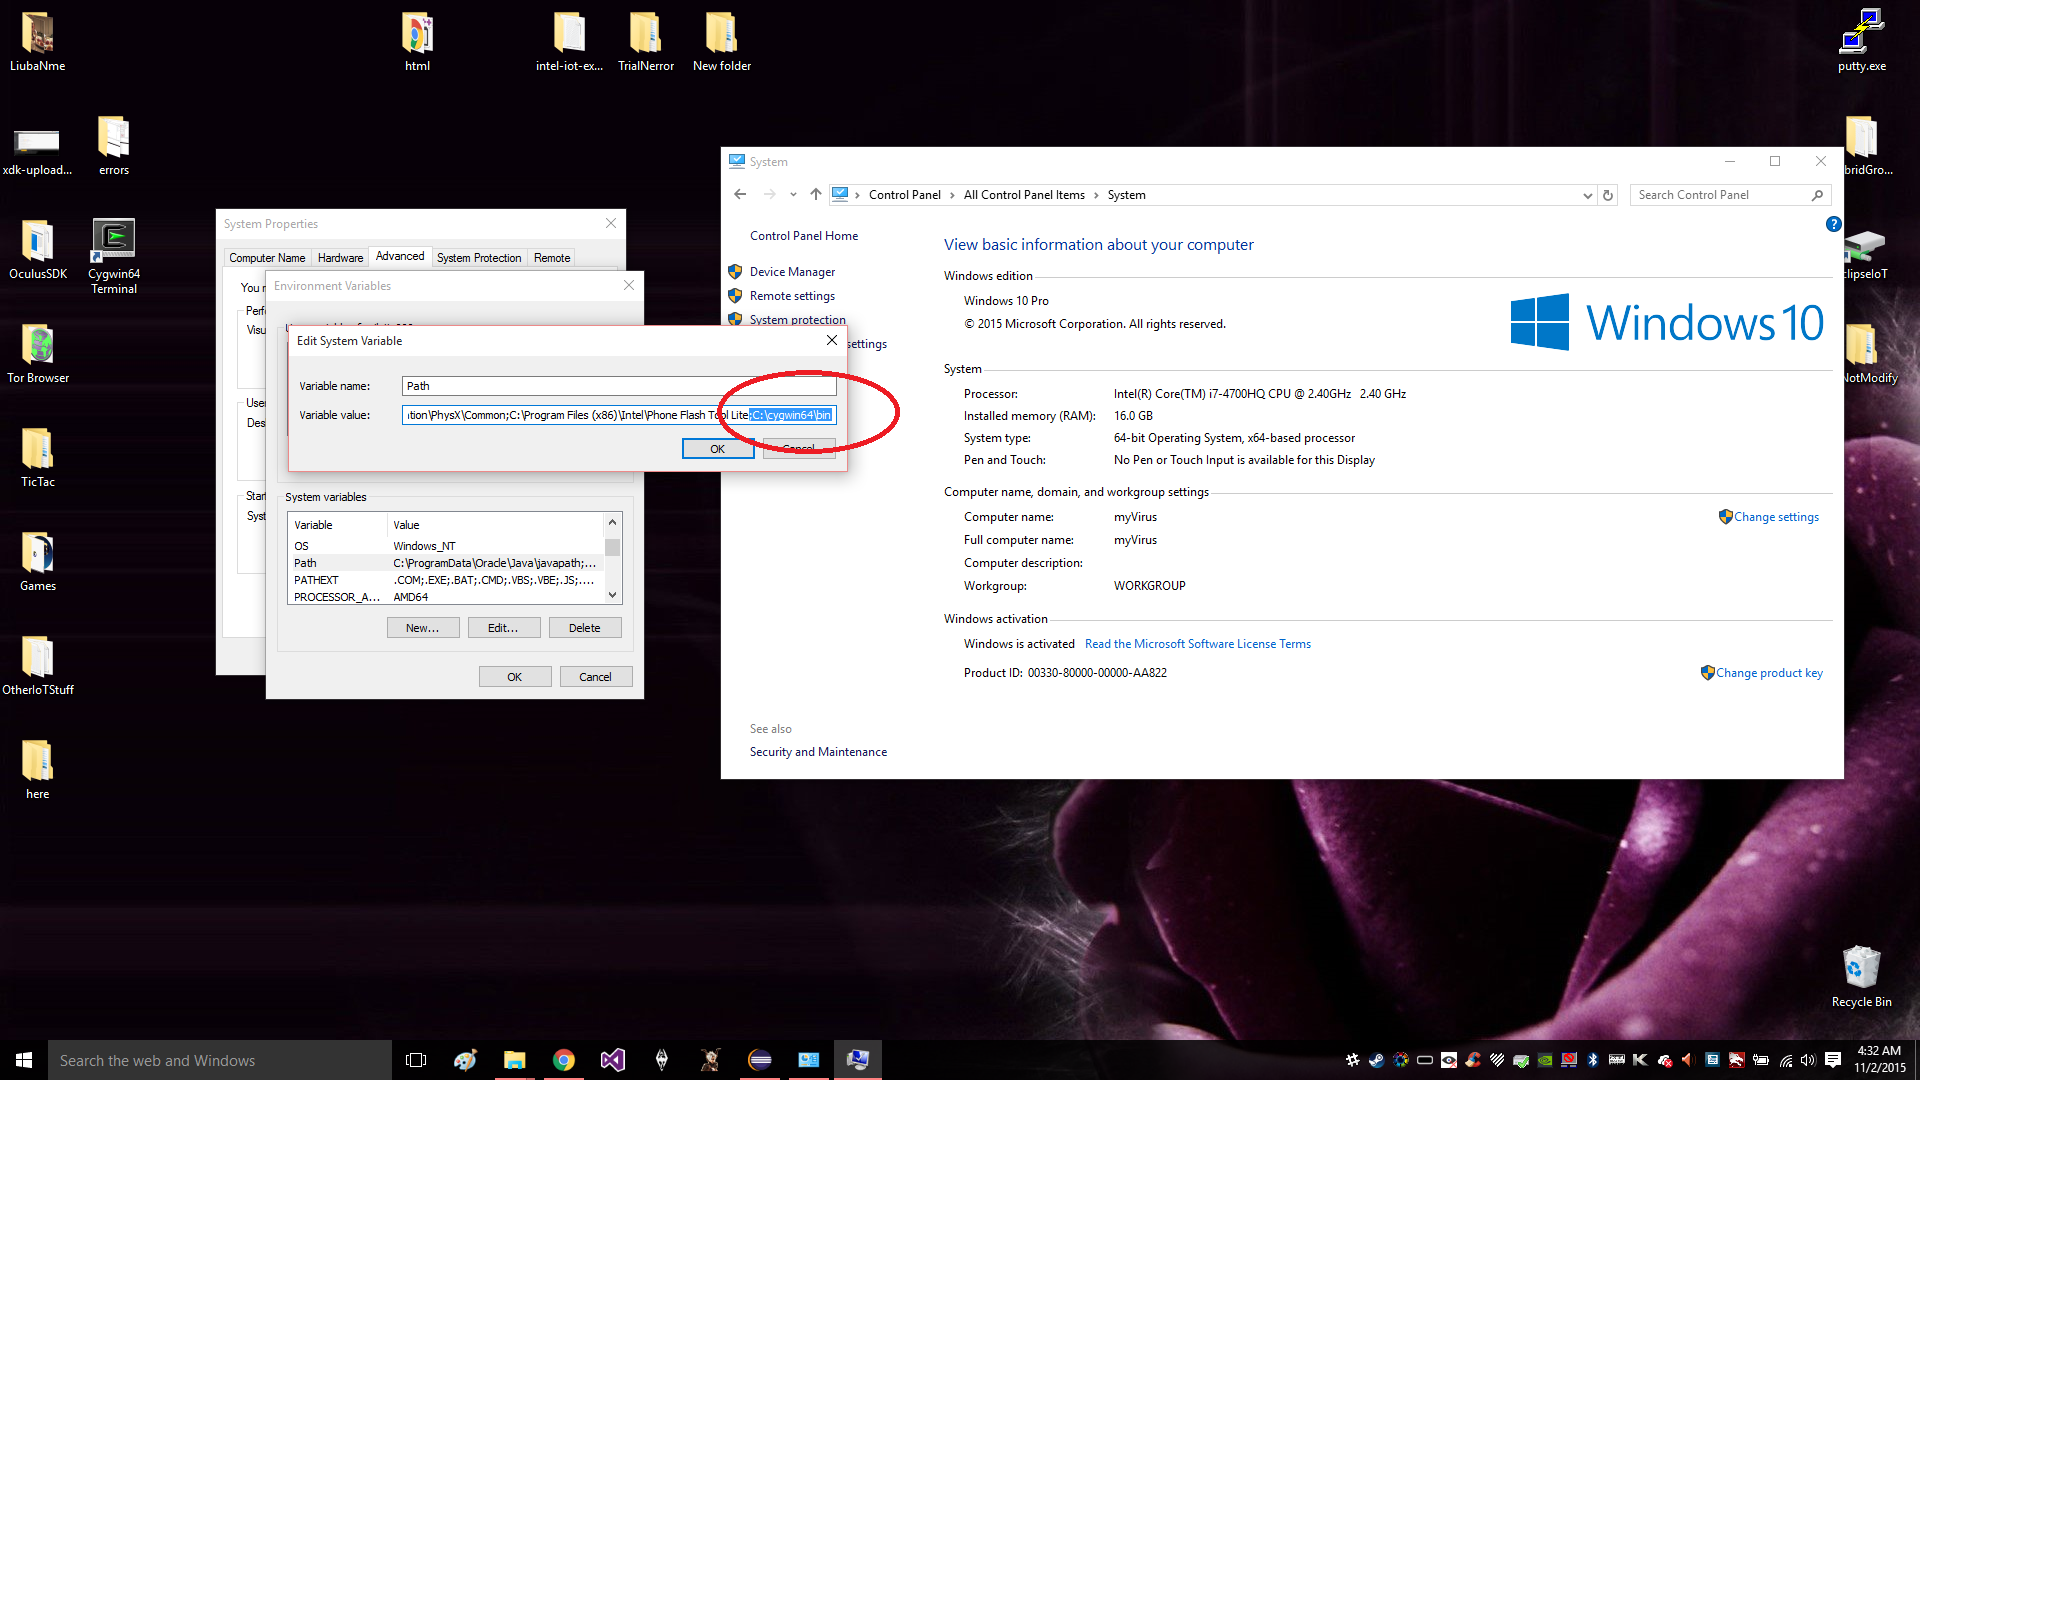 LiubaNme
html
intel-iot-ex...
TrialNerror
New folder
putty.exe
xdk-upload...
errors
bridGro...
OculusSDK
Cygwin64
Terminal
clipseIoT
Tor Browser
NotModify
TicTac
Games
OtherIoTStuff
here
Recycle Bin
System Properties
Computer Name
Hardware
Advanced
System Protection
Remote
You
Perf
Visu
User
Des
Start
Syst
Environment Variables
Edit System Variable
Variable name:
Path
Variable value:
tion\PhysX\Common;C:\Program Files (x86)\Intel\Phone Flash Tool Lite;C:\cygwin64\bin
OK
Cancel
System variables
Variable Value
OS Windows_NT
Path C:\ProgramData\Oracle\Java\javapath;...
PATHEXT .COM;.EXE;.BAT;.CMD;.VBS;.VBE;.JS;....
PROCESSOR_A... AMD64
New...
Edit...
Delete
OK
Cancel
System
Control Panel
All Control Panel Items
System
Search Control Panel
Control Panel Home
Device Manager
Remote settings
System protection
settings
See also
Security and Maintenance
View basic information about your computer
Windows edition
Windows 10 Pro
© 2015 Microsoft Corporation. All rights reserved.
Windows 10
System
Processor: Intel(R) Core(TM) i7-4700HQ CPU @ 2.40GHz 2.40 GHz
Installed memory (RAM): 16.0 GB
System type: 64-bit Operating System, x64-based processor
Pen and Touch: No Pen or Touch Input is available for this Display
Computer name, domain, and workgroup settings
Computer name: myVirus
Change settings
Full computer name: myVirus
Computer description:
Workgroup: WORKGROUP
Windows activation
Windows is activated Read the Microsoft Software License Terms
Product ID: 00330-80000-00000-AA822
Change product key
Search the web and Windows
4:32 AM
11/2/2015